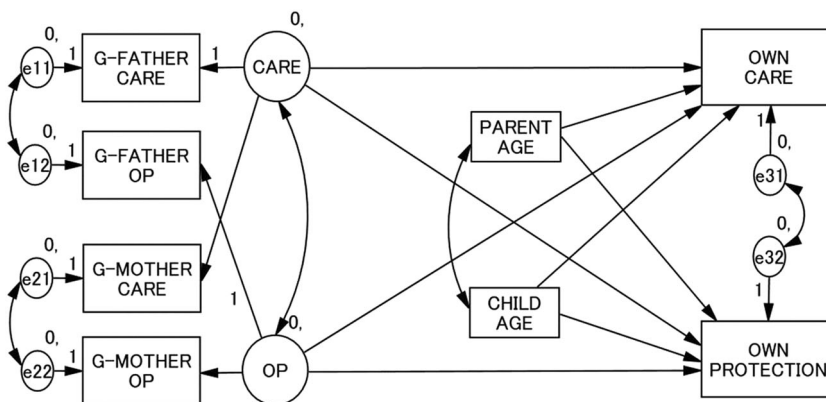 0,
e11
1
G-FATHER
CARE
1
0,
CARE
0,
e12
1
G-FATHER
OP
0,
e21
1
G-MOTHER
CARE
1
0,
e22
1
G-MOTHER
OP
0,
OP
PARENT
AGE
CHILD
AGE
OWN
CARE
1
0,
e31
0,
e32
1
OWN
PROTECTION